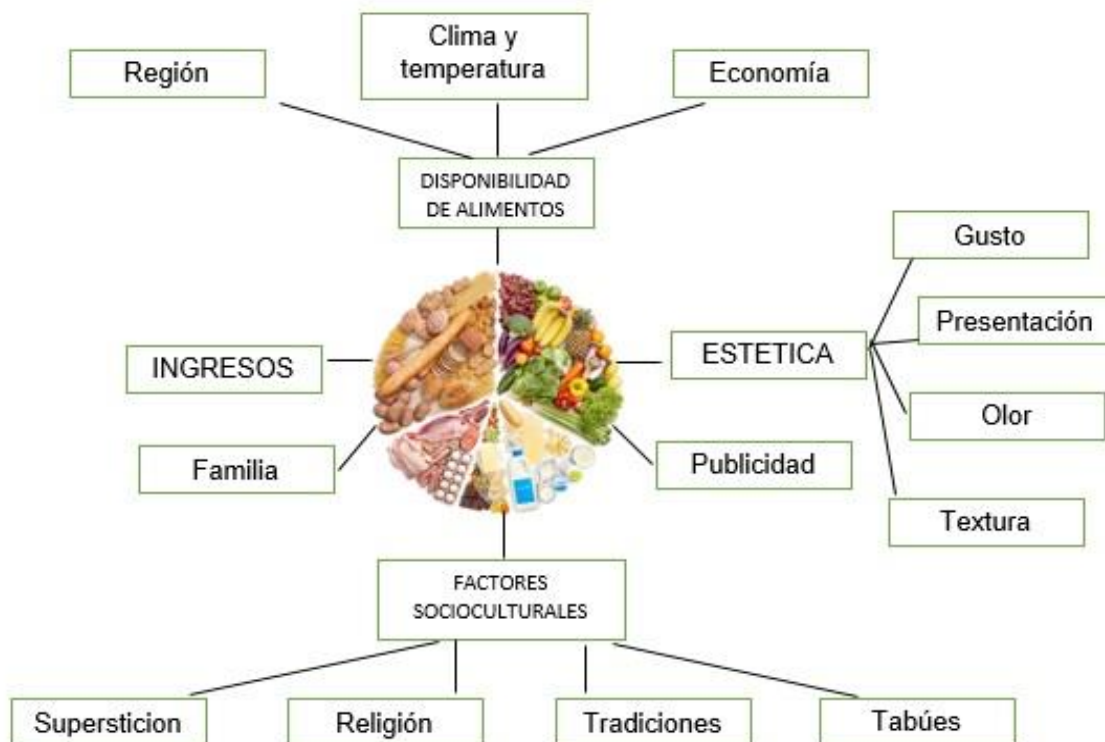 Clima y
temperatura
Región
Economía
DISPONIBILIDAD
DE ALIMENTOS
Gusto
Presentación
INGRESOS
ESTETICA
Olor
Familia
Publicidad
Textura
FACTORES
SOCIOCULTURALES
Supersticion
Religión
Tradiciones
Tabúes